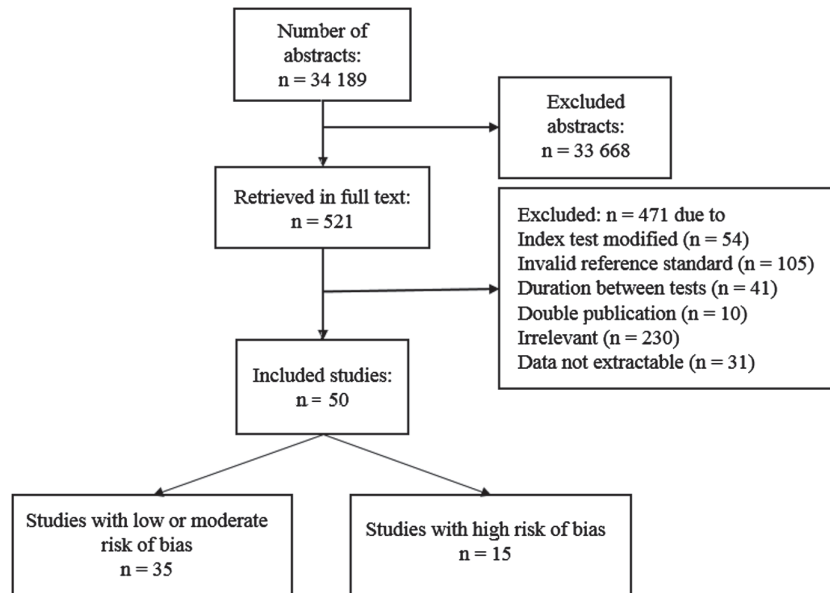 Number of
abstracts:
n = 34 189
Excluded
abstracts:
n = 33 668
Retrieved in full text:
n = 521
Excluded: n = 471 due to
Index test modified (n = 54)
Invalid reference standard (n = 105)
Duration between tests (n = 41)
Double publication (n = 10)
Irrelevant (n = 230)
Data not extractable (n = 31)
Included studies:
n = 50
Studies with low or moderate
risk of bias
n = 35
Studies with high risk of bias
n = 15